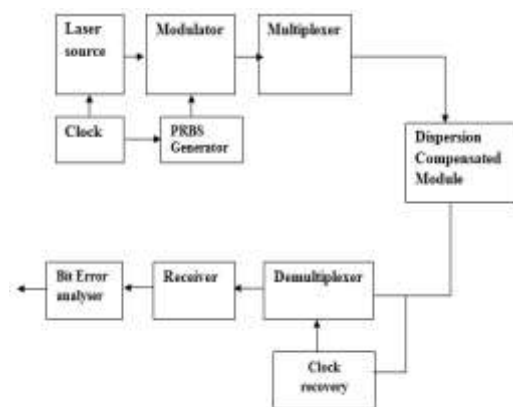 Laser
source
Modulator
Multiplexer
Clock
PRBS
Generator
Dispersion
Compensated
Module
Bit Error
analyser
Receiver
Demultiplexer
Clock
recovery